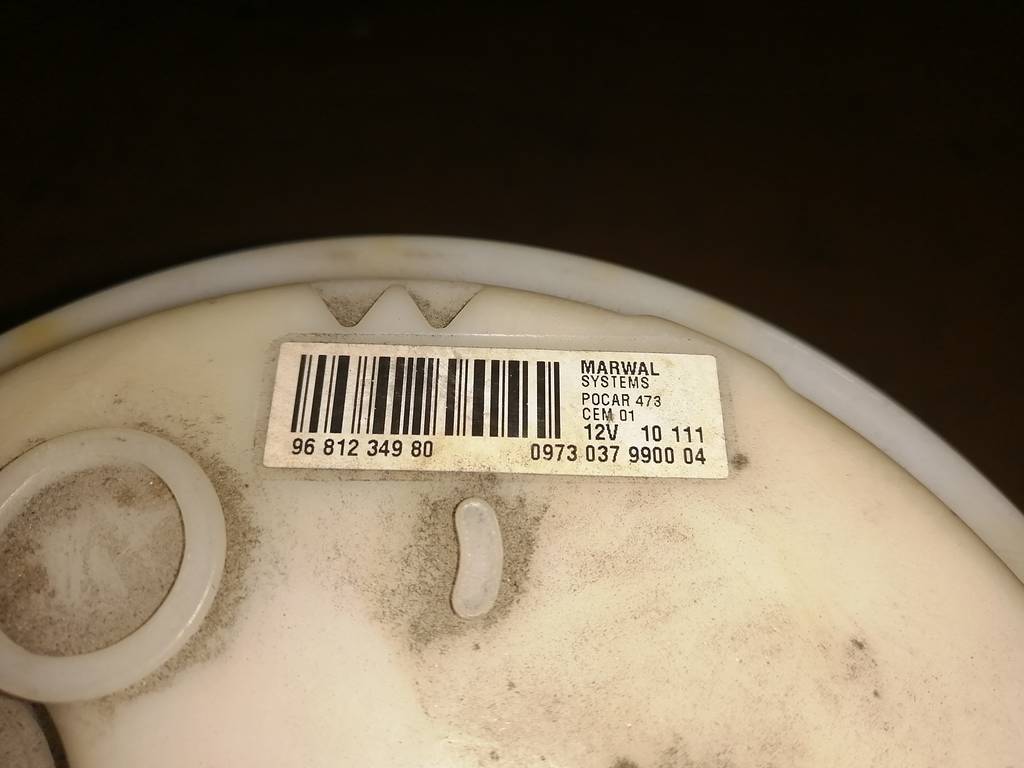 MARWAL
SYSTEMS
POCAR 473
CEM 01
12V 10 111
96 812 349 80 0973 037 9900 04